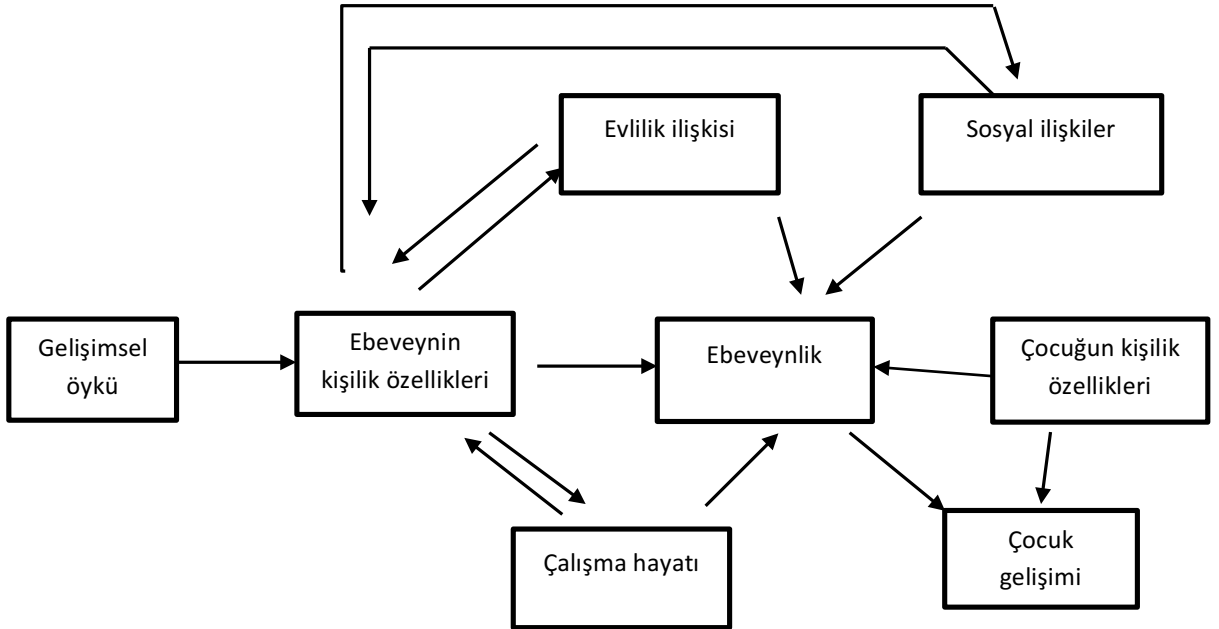 Evlilik ilişkisi
Sosyal ilişkiler
Gelişimsel
öykü
Ebeveynin
kişilik özellikleri
Ebeveynlik
Çocuğun kişilik
özellikleri
Çalışma hayatı
Çocuk
gelişimi